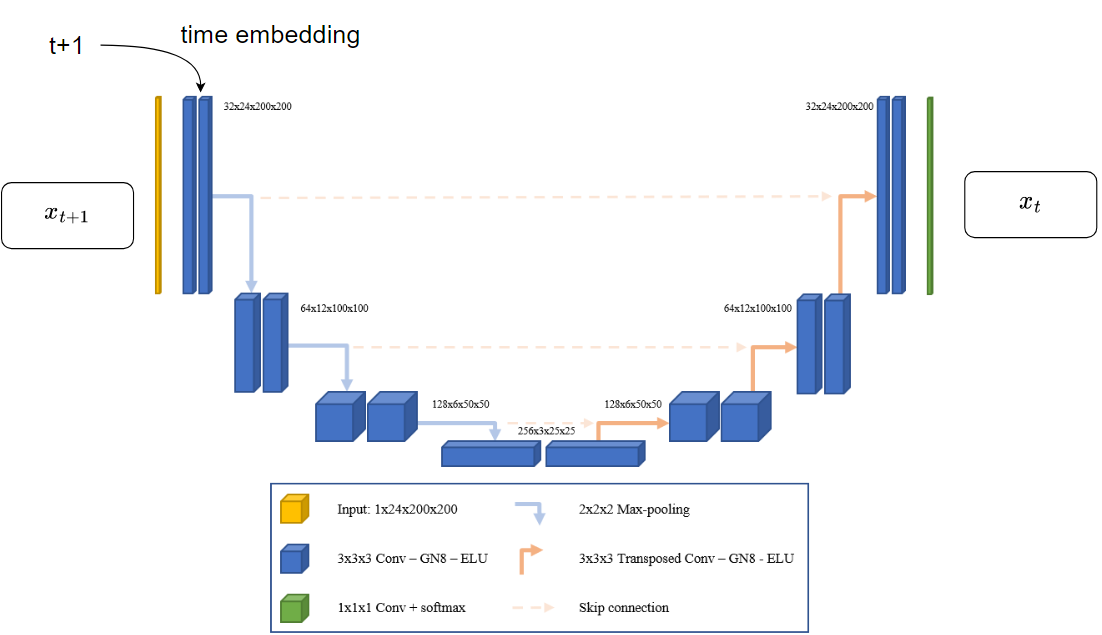 time embedding
t+1
32x24x200x200
32x24x200x200
x_{t+1}
x_t
64x12x100x100
64x12x100x100
128x6x50x50
128x6x50x50
256x3x25x25
Input: 1x24x200x200
2x2x2 Max-pooling
3x3x3 Conv – GN8 – ELU
3x3x3 Transposed Conv – GN8 - ELU
1x1x1 Conv + softmax
Skip connection